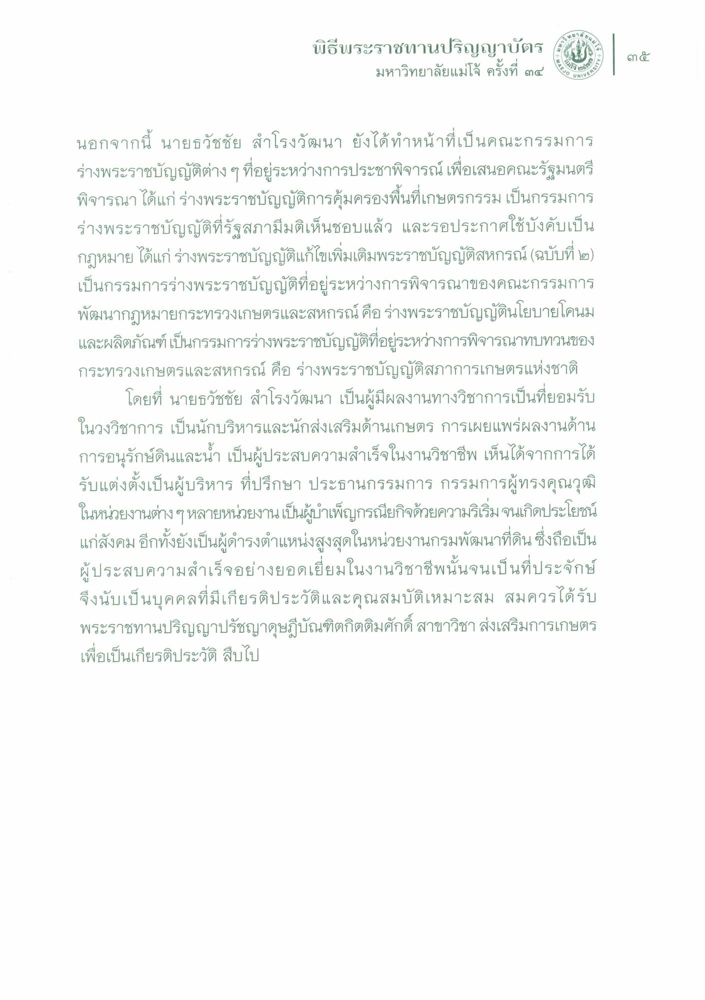 พิธีพระราชทานปริญญาบัตร
มหาวิทยาลัยแม่โจ้ ครั้งที่ ๓๔
มหาวิทยาลัยแม่โจ้
แม่โจ้ ๒๔๗๗
MAEJO UNIVERSITY
๓๕
นอกจากนี้ นายธวัชชัย สำโรงวัฒนา ยังได้ทำหน้าที่เป็นคณะกรรมการ
ร่างพระราชบัญญัติต่าง ๆ ที่อยู่ระหว่างการประชาพิจารณ์ เพื่อเสนอคณะรัฐมนตรี
พิจารณา ได้แก่ ร่างพระราชบัญญัติการคุ้มครองพื้นที่เกษตรกรรม เป็นกรรมการ
ร่างพระราชบัญญัติที่รัฐสภามีมติเห็นชอบแล้ว และรอประกาศใช้บังคับเป็น
กฎหมาย ได้แก่ ร่างพระราชบัญญัติแก้ไขเพิ่มเติมพระราชบัญญัติสหกรณ์ (ฉบับที่ ๒)
เป็นกรรมการร่างพระราชบัญญัติที่อยู่ระหว่างการพิจารณาของคณะกรรมการ
พัฒนากฎหมายกระทรวงเกษตรและสหกรณ์ คือ ร่างพระราชบัญญัตินโยบายโคนม
และผลิตภัณฑ์ เป็นกรรมการร่างพระราชบัญญัติที่อยู่ระหว่างการพิจารณาทบทวนของ
กระทรวงเกษตรและสหกรณ์ คือ ร่างพระราชบัญญัติสภาการเกษตรแห่งชาติ
โดยที่ นายธวัชชัย สำโรงวัฒนา เป็นผู้มีผลงานทางวิชาการเป็นที่ยอมรับ
ในวงวิชาการ เป็นนักบริหารและนักส่งเสริมด้านเกษตร การเผยแพร่ผลงานด้าน
การอนุรักษ์ดินและน้ำ เป็นผู้ประสบความสำเร็จในงานวิชาชีพ เห็นได้จากการได้
รับแต่งตั้งเป็นผู้บริหาร ที่ปรึกษา ประธานกรรมการ กรรมการผู้ทรงคุณวุฒิ
ในหน่วยงานต่าง ๆ หลายหน่วยงาน เป็นผู้บำเพ็ญกรณียกิจด้วยความริเริ่ม จนเกิดประโยชน์
แก่สังคม อีกทั้งยังเป็นผู้ดำรงตำแหน่งสูงสุดในหน่วยงานกรมพัฒนาที่ดิน ซึ่งถือเป็น
ผู้ประสบความสำเร็จอย่างยอดเยี่ยมในงานวิชาชีพนั้นจนเป็นที่ประจักษ์
จึงนับเป็นบุคคลที่มีเกียรติประวัติและคุณสมบัติเหมาะสม สมควรได้รับ
พระราชทานปริญญาปรัชญาดุษฎีบัณฑิตกิตติมศักดิ์ สาขาวิชา ส่งเสริมการเกษตร
เพื่อเป็นเกียรติประวัติ สืบไป